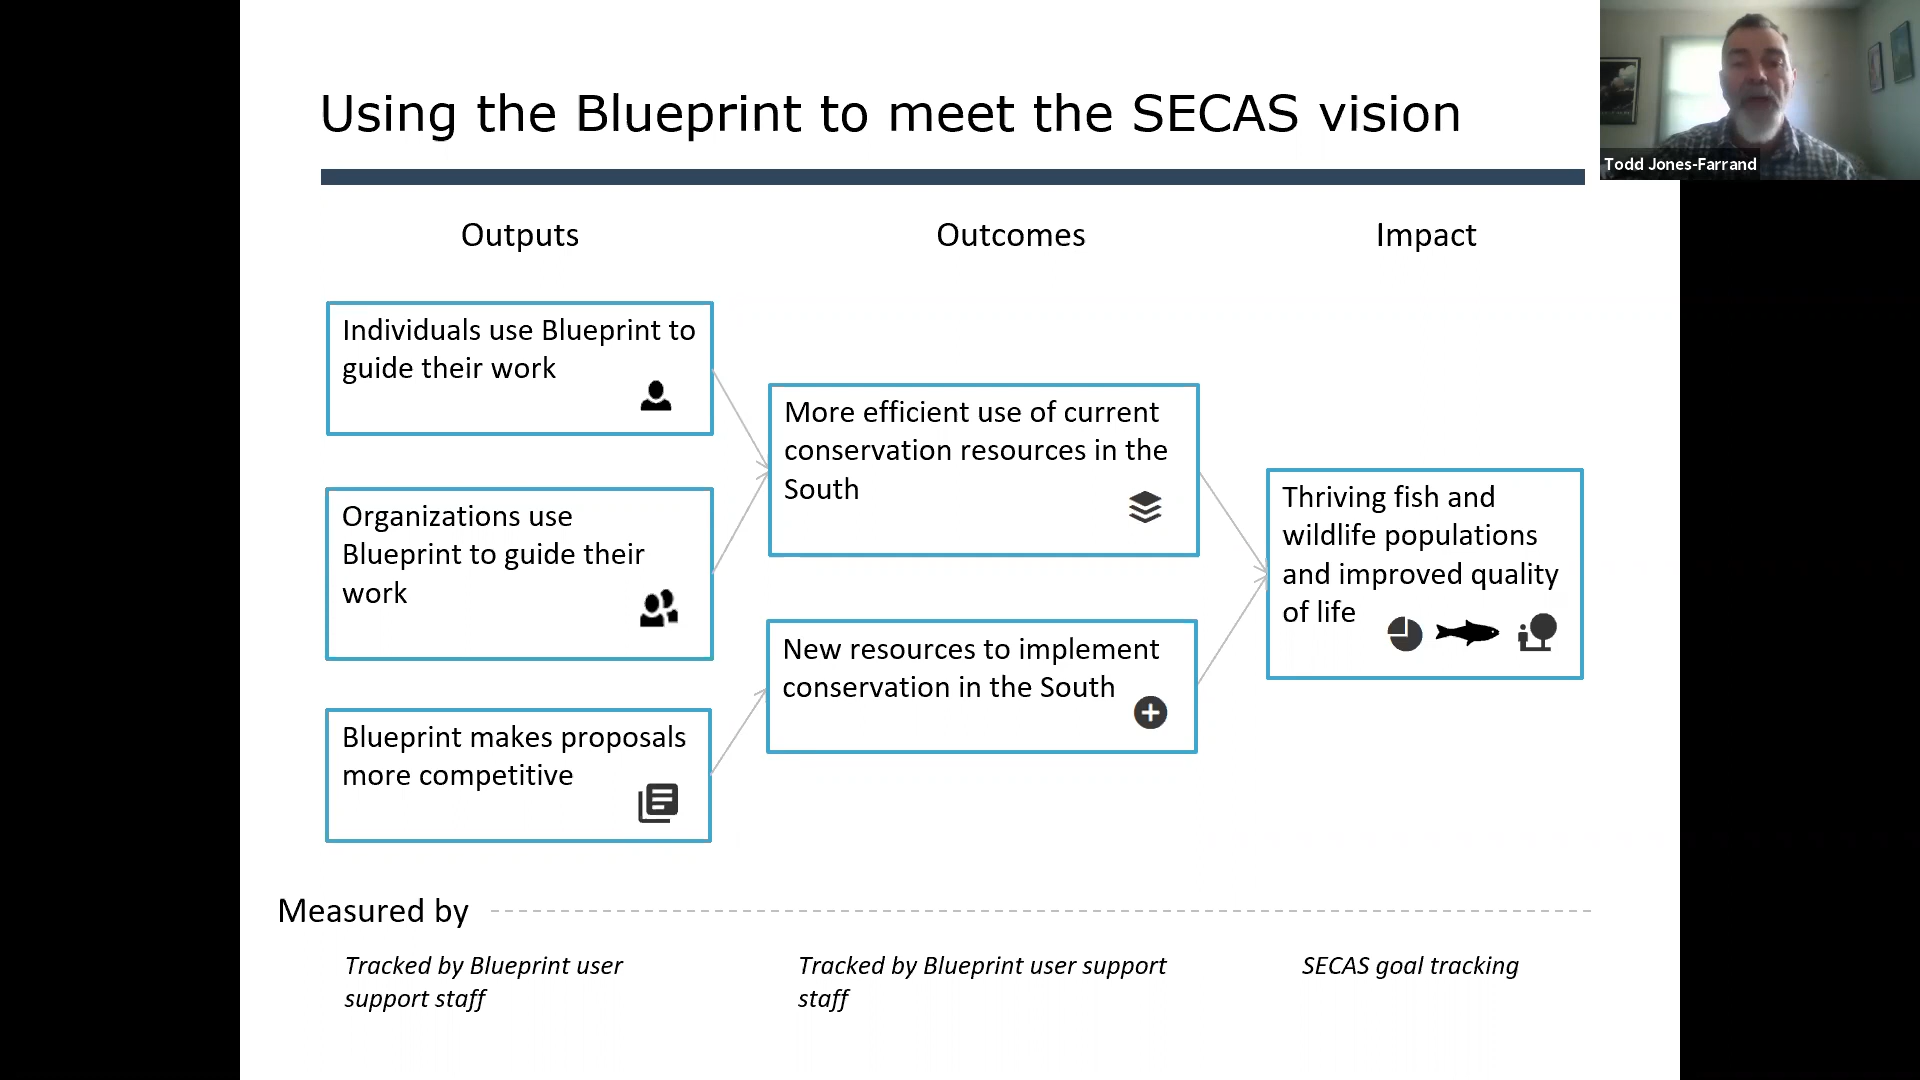 Using the Blueprint to meet the SECAS vision
Todd Jones-Farrand
Outputs
Outcomes
Impact
Individuals use Blueprint to
guide their work
Organizations use
Blueprint to guide their
work
Blueprint makes proposals
more competitive
More efficient use of current
conservation resources in the
South
New resources to implement
conservation in the South
Thriving fish and
wildlife populations
and improved quality
of life
Measured by
Tracked by Blueprint user
support staff
Tracked by Blueprint user support
staff
SECAS goal tracking